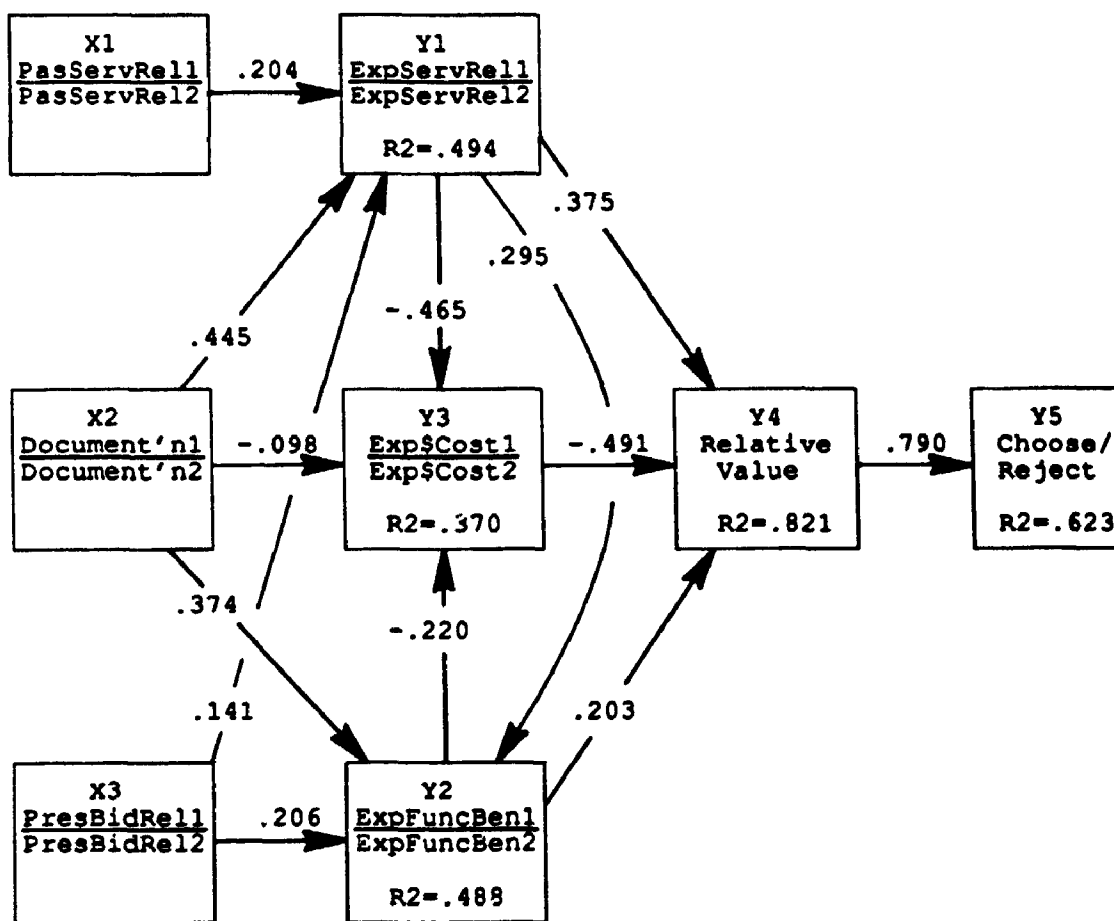 X1
PasServRel1
PasServRel2
.204
Y1
ExpServRel1
ExpServRel2
R2=.494
.375
.295
-.465
.445
X2
Document'n1
Document'n2
-.098
Y3
Exp$Cost1
Exp$Cost2
R2=.370
-.491
Y4
Relative
Value
R2=.821
.790
Y5
Choose/
Reject
R2=.623
.374
-.220
.141
.203
X3
PresBidRel1
PresBidRel2
.206
Y2
ExpFuncBen1
ExpFuncBen2
R2=.488